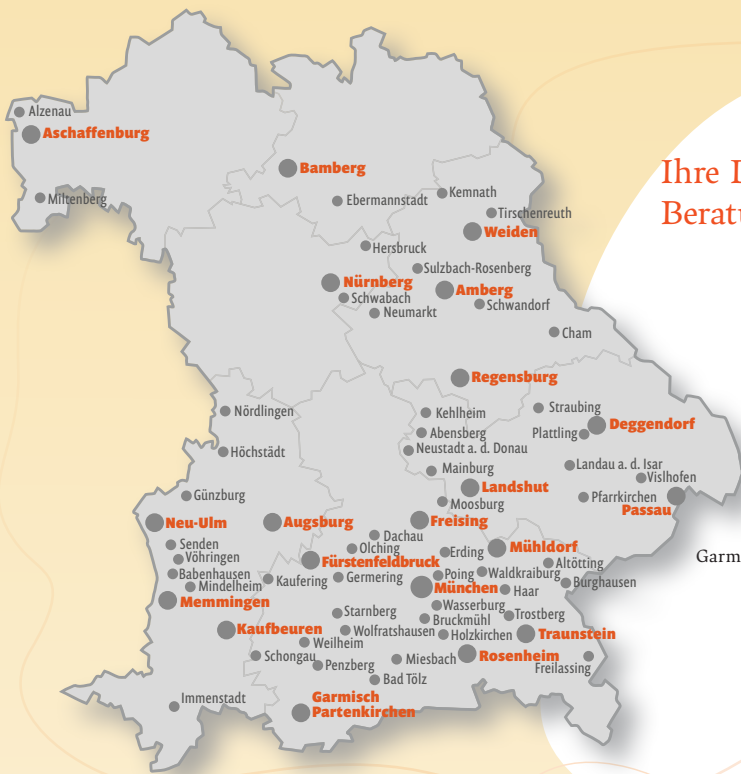 Alzenau
Aschaffenburg
Bamberg
Miltenberg
Ebermannstadt
Kemnath
Tirschenreuth
Weiden
Hersbruck
Sulzbach-Rosenberg
Nürnberg
Amberg
Schwabach
Schwandorf
Neumarkt
Cham
Regensburg
Nördlingen
Kehlheim
Straubing
Abensberg
Deggendorf
Plattling
Höchstädt
Neustadt a. d. Donau
Mainburg
Landau a. d. Isar
Vislhofen
Günzburg
Landshut
Moosburg
Pfarrkirchen
Passau
Neu-Ulm
Augsburg
Freising
Dachau
Senden
Olching
Erding
Mühldorf
Vöhringen
Fürstenfeldbruck
Altötting
Babenhausen
Kaufering
Germering
Poing
Waldkraiburg
Burghausen
Mindelheim
München
Haar
Memmingen
Wasserburg
Starnberg
Bruckmühl
Trostberg
Kaufbeuren
Wolfratshausen
Holzkirchen
Traunstein
Weilheim
Schongau
Penzberg
Miesbach
Rosenheim
Freilassing
Bad Tölz
Immenstadt
Garmisch
Partenkirchen
Ihre
Garm